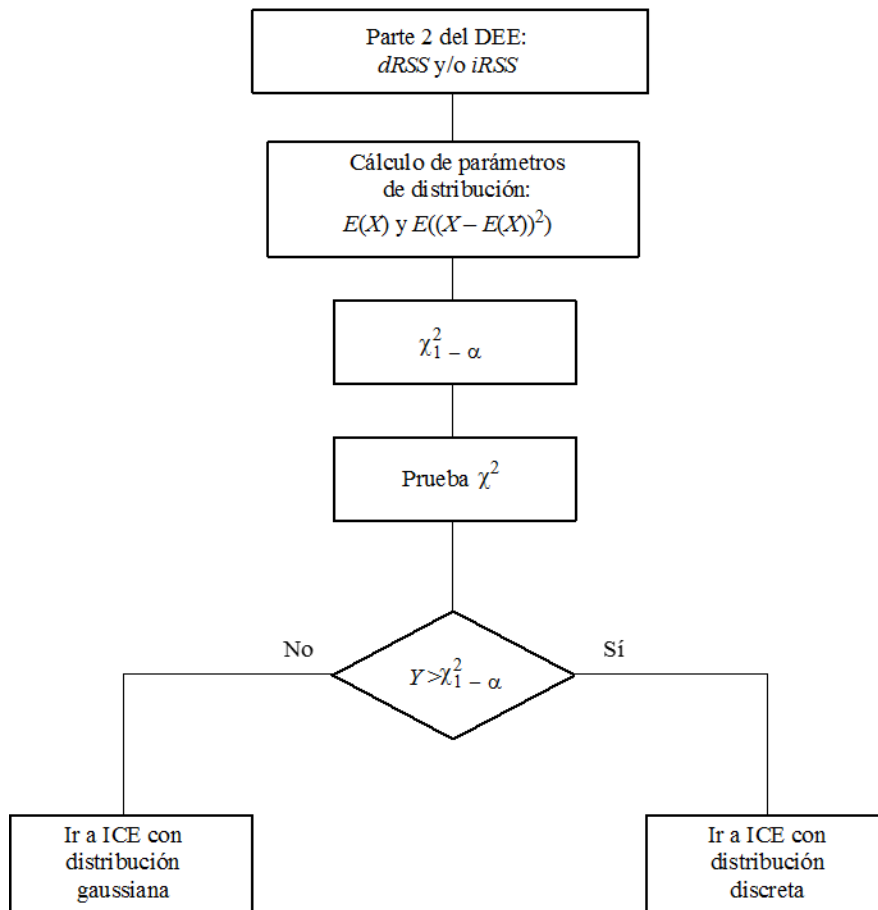 Parte 2 del DEE:
dRSS y/o iRSS
Cálculo de parámetros
de distribución:
E(X) y E((X – E(X))²)
χ²₁ ₋ α
Prueba χ²
No
Sí
Y >χ²₁ ₋ α
Ir a ICE con
distribución
gaussiana
Ir a ICE con
distribución
discreta